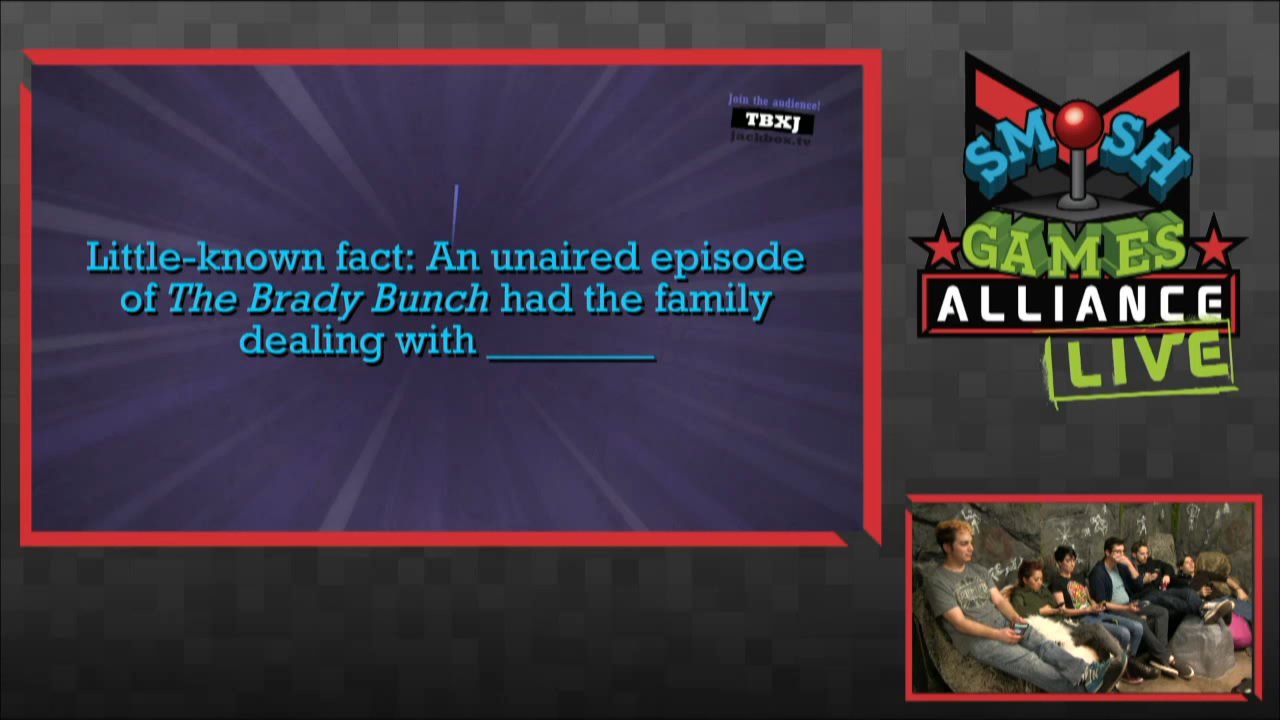 Join the audience!
TBXJ
jackbox.tv
Little-known fact: An unaired episode
of The Brady Bunch had the family
dealing with __________
SMOSH
GAMES
ALLIANCE
LIVE